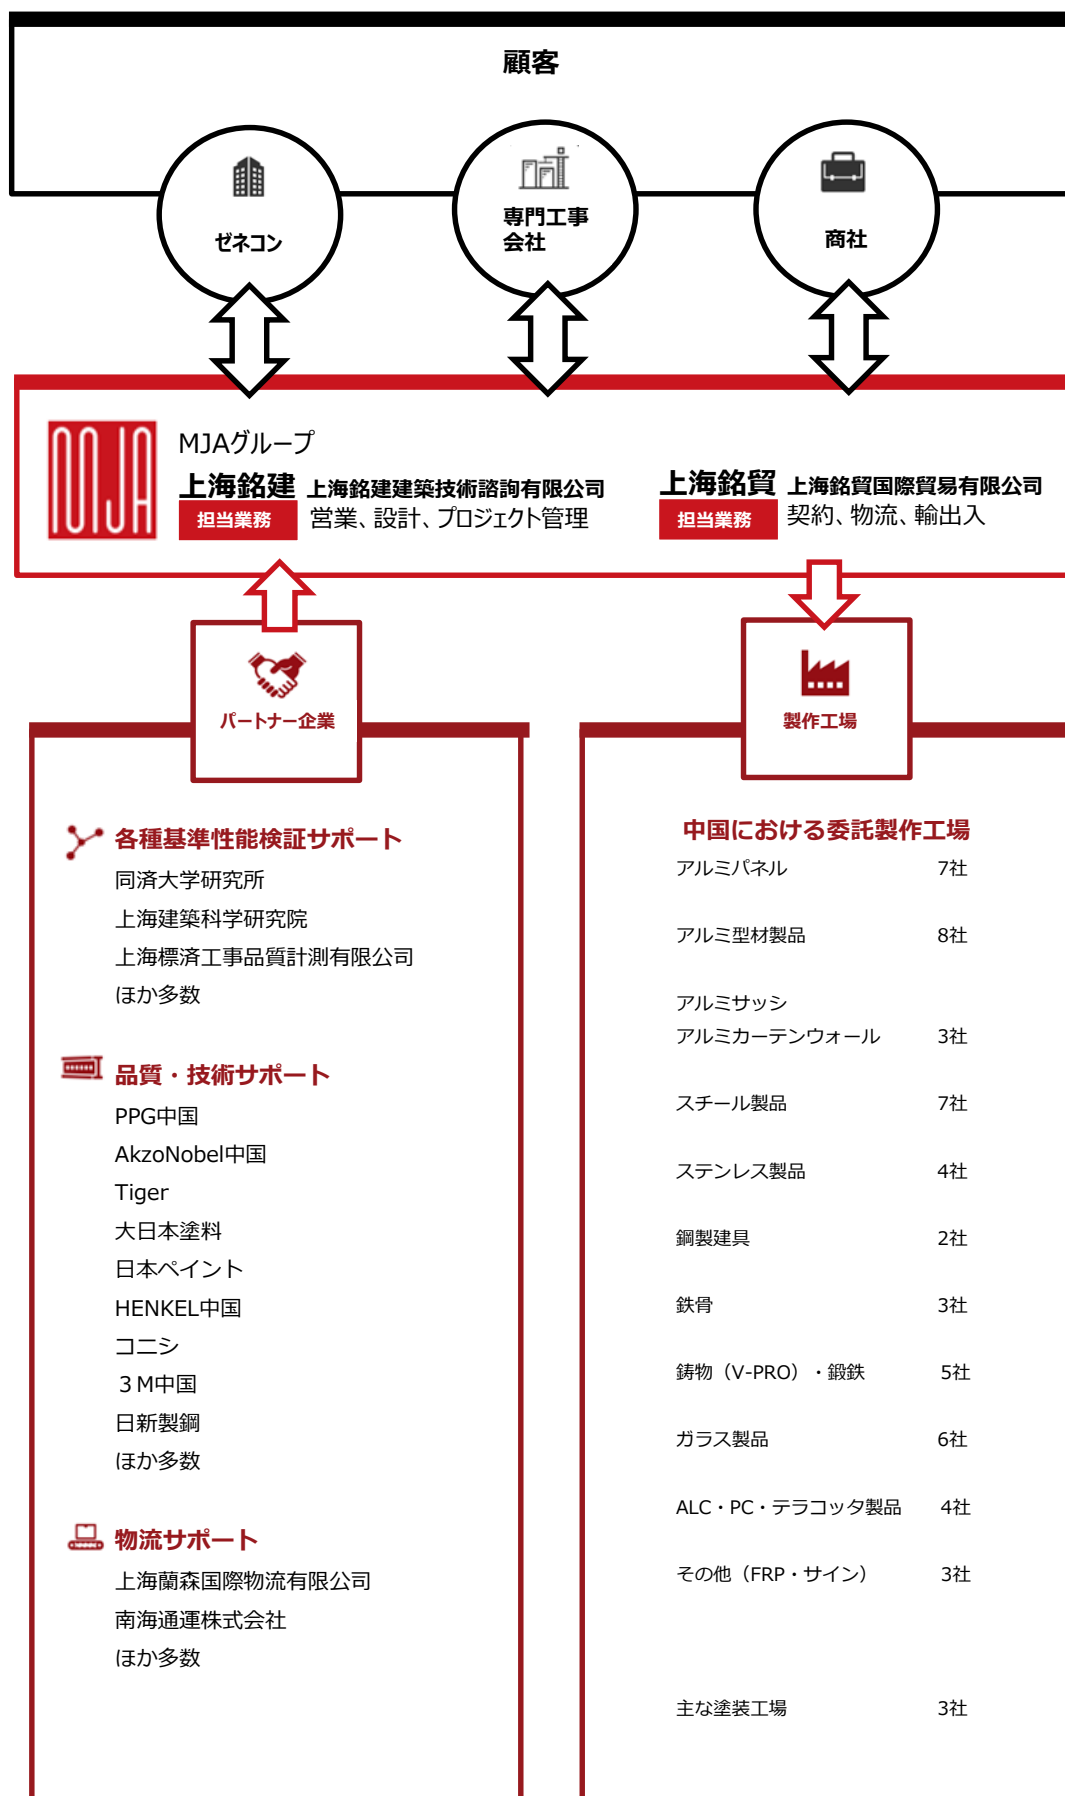 顧客
ゼネコン
専門工事
会社
商社
MJA
MJAグループ
上海銘建 上海銘建建築技術諮詢有限公司
担当業務 営業、設計、プロジェクト管理
上海銘貿 上海銘貿国際貿易有限公司
担当業務 契約、物流、輸出入
パートナー企業
各種基準性能検証サポート
同済大学研究所
上海建築科学研究院
上海標済工事品質計測有限公司
ほか多数
品質・技術サポート
PPG中国
AkzoNobel中国
Tiger
大日本塗料
日本ペイント
HENKEL中国
コニシ
３M中国
日新製鋼
ほか多数
物流サポート
上海蘭森国際物流有限公司
南海通運株式会社
ほか多数
製作工場
中国における委託製作工場
アルミパネル 7社
アルミ型材製品 8社
アルミサッシ
アルミカーテンウォール 3社
スチール製品 7社
ステンレス製品 4社
鋼製建具 2社
鉄骨 3社
鋳物（V-PRO）・鍛鉄 5社
ガラス製品 6社
ALC・PC・テラコッタ製品 4社
その他（FRP・サイン） 3社
主な塗装工場 3社